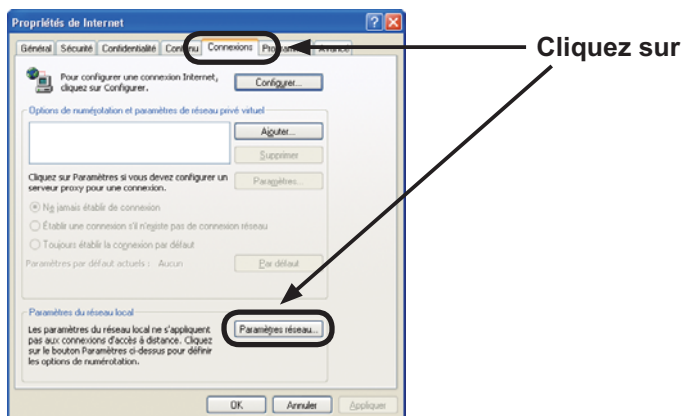 Propriétés de Internet
Général Sécurité Confidentialité Contenu Connexions Programmes Avancé
Cliquez sur
Pour configurer une connexion Internet,
cliquez sur Configurer.
Configurer...
Options de numérotation et paramètres de réseau privé virtuel
Ajouter...
Supprimer
Cliquez sur Paramètres si vous devez configurer un
serveur proxy pour une connexion.
Paramètres...
Ne jamais établir de connexion
Établir une connexion s'il n'existe pas de connexion réseau
Toujours établir la connexion par défaut
Paramètres par défaut actuels : Aucun
Par défaut
Paramètres du réseau local
Les paramètres du réseau local ne s'appliquent
pas aux connexions d'accès à distance. Cliquez
sur le bouton Paramètres ci-dessus pour définir
les options de numérotation.
Paramètres réseau...
OK Annuler Appliquer